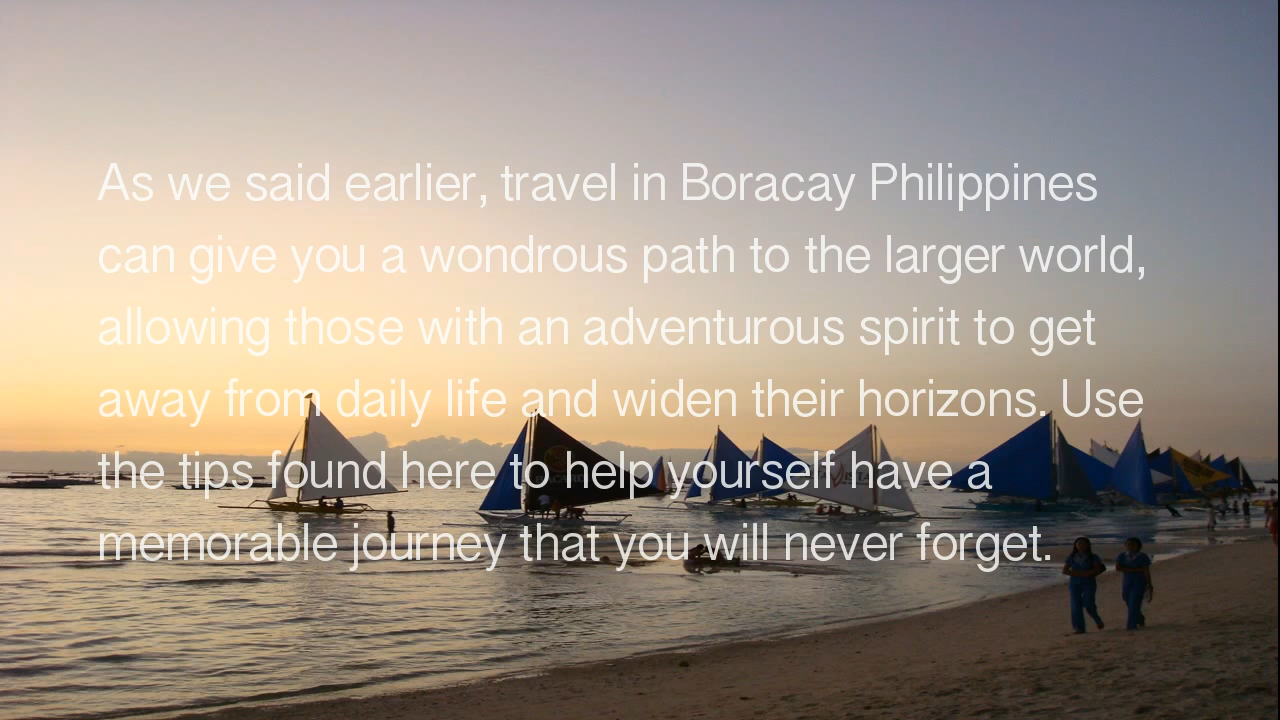 As we said earlier, travel in Boracay Philippines
can give you a wondrous path to the larger world,
allowing those with an adventurous spirit to get
away from daily life and widen their horizons. Use
the tips found here to help yourself have a
memorable journey that you will never forget.